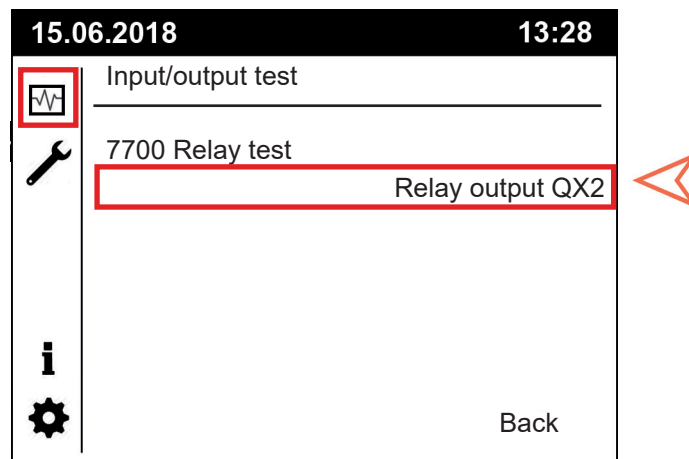 15.06.2018 13:28
Input/output test
7700 Relay test
Relay output QX2
i
Back